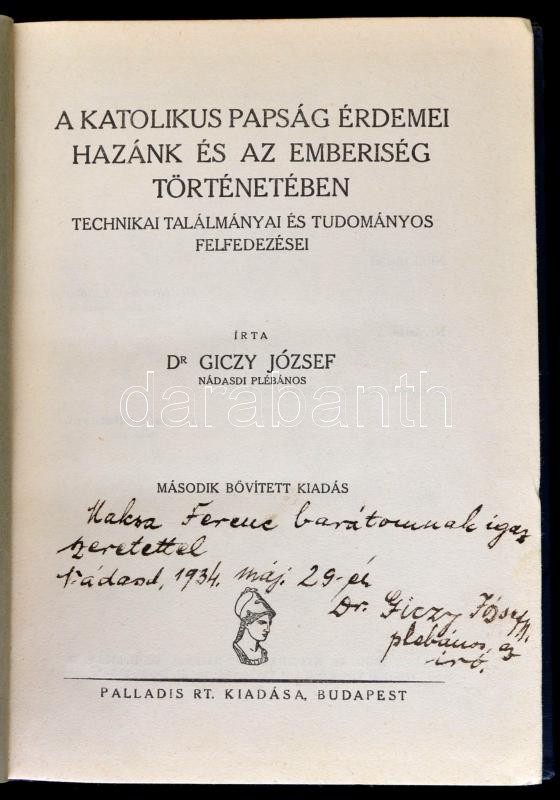 A KATOLIKUS PAPSÁG ÉRDEMEI
HAZÁNK ÉS AZ EMBERISÉG
TÖRTÉNETÉBEN
TECHNIKAI TALÁLMÁNYAI ÉS TUDOMÁNYOS
FELFEDEZÉSEI
ÍRTA
DR GICZY JÓZSEF
NÁDASDI PLÉBÁNOS
darabanth
MÁSODIK BŐVÍTETT KIADÁS
Maksa Ferenc barátomnak igaz
szeretettel
Nádasd, 1934. máj. 29-én
Dr. Giczy József
plebános, az
író.
PALLADIS RT. KIADÁSA, BUDAPEST